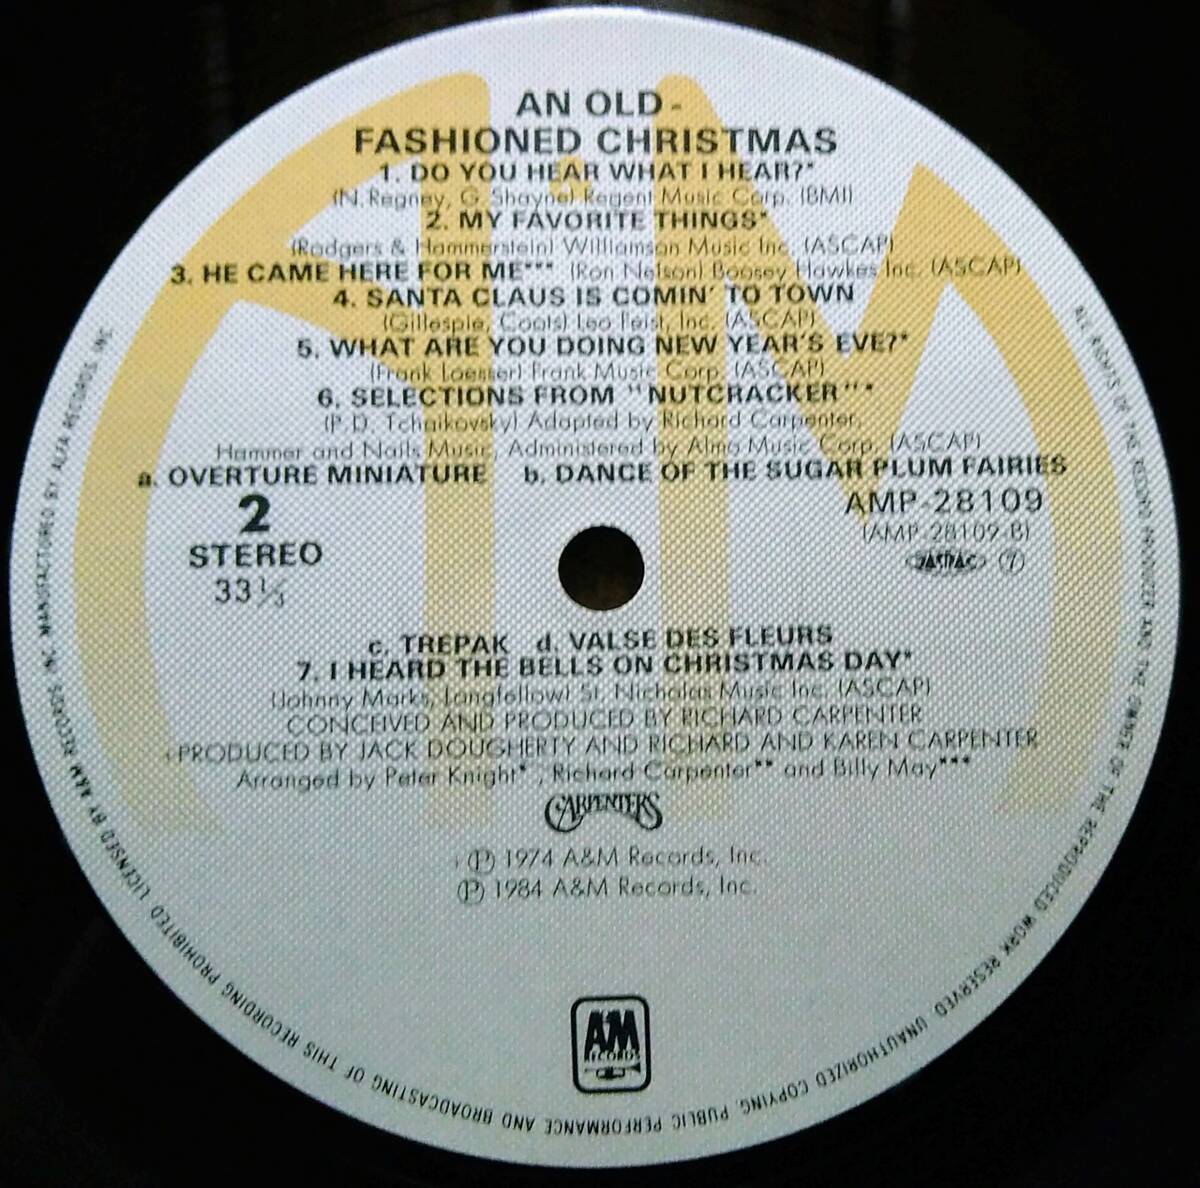 AN OLD-
FASHIONED CHRISTMAS
1. DO YOU HEAR WHAT I HEAR?*
(N. Regney, G. Shayne) Regent Music Corp. (BMI)
2. MY FAVORITE THINGS*
(Rodgers & Hammerstein) Williamson Music Inc. (ASCAP)
3. HE CAME HERE FOR ME*** (Ron Nelson) Boosey Hawkes Inc. (ASCAP)
4. SANTA CLAUS IS COMIN' TO TOWN
(Gillespie, Coots) Leo Feist, Inc. (ASCAP)
5. WHAT ARE YOU DOING NEW YEAR'S EVE?*
(Frank Loesser) Frank Music Corp. (ASCAP)
6. SELECTIONS FROM "NUTCRACKER"*
(P. D. Tchaikovsky) Adapted by Richard Carpenter,
Hammer and Nails Music, Administered by Almo Music Corp. (ASCAP)
a. OVERTURE MINIATURE b. DANCE OF THE SUGAR PLUM FAIRIES
2
STEREO
33 1/3
AMP-28109
(AMP-28109-B)
JASRAC (7)
c. TREPAK d. VALSE DES FLEURS
7. I HEARD THE BELLS ON CHRISTMAS DAY*
(Johnny Marks, Longfellow) St. Nicholas Music Inc. (ASCAP)
CONCEIVED AND PRODUCED BY RICHARD CARPENTER
+PRODUCED BY JACK DOUGHERTY AND RICHARD AND KAREN CARPENTER
Arranged by Peter Knight*, Richard Carpenter** and Billy May***
CARPENTERS
℗ 1974 A&M Records, Inc.
℗ 1984 A&M Records, Inc.
A&M
RECORDS
ALL RIGHTS OF THE RECORD PRODUCER AND THE OWNER OF THE REPRODUCED WORK RESERVED. UNAUTHORIZED COPYING, PUBLIC PERFORMANCE AND BROADCASTING OF THIS RECORDING PROHIBITED. LICENSED BY A&M RECORDS, INC. MANUFACTURED BY ALFA RECORDS, INC.